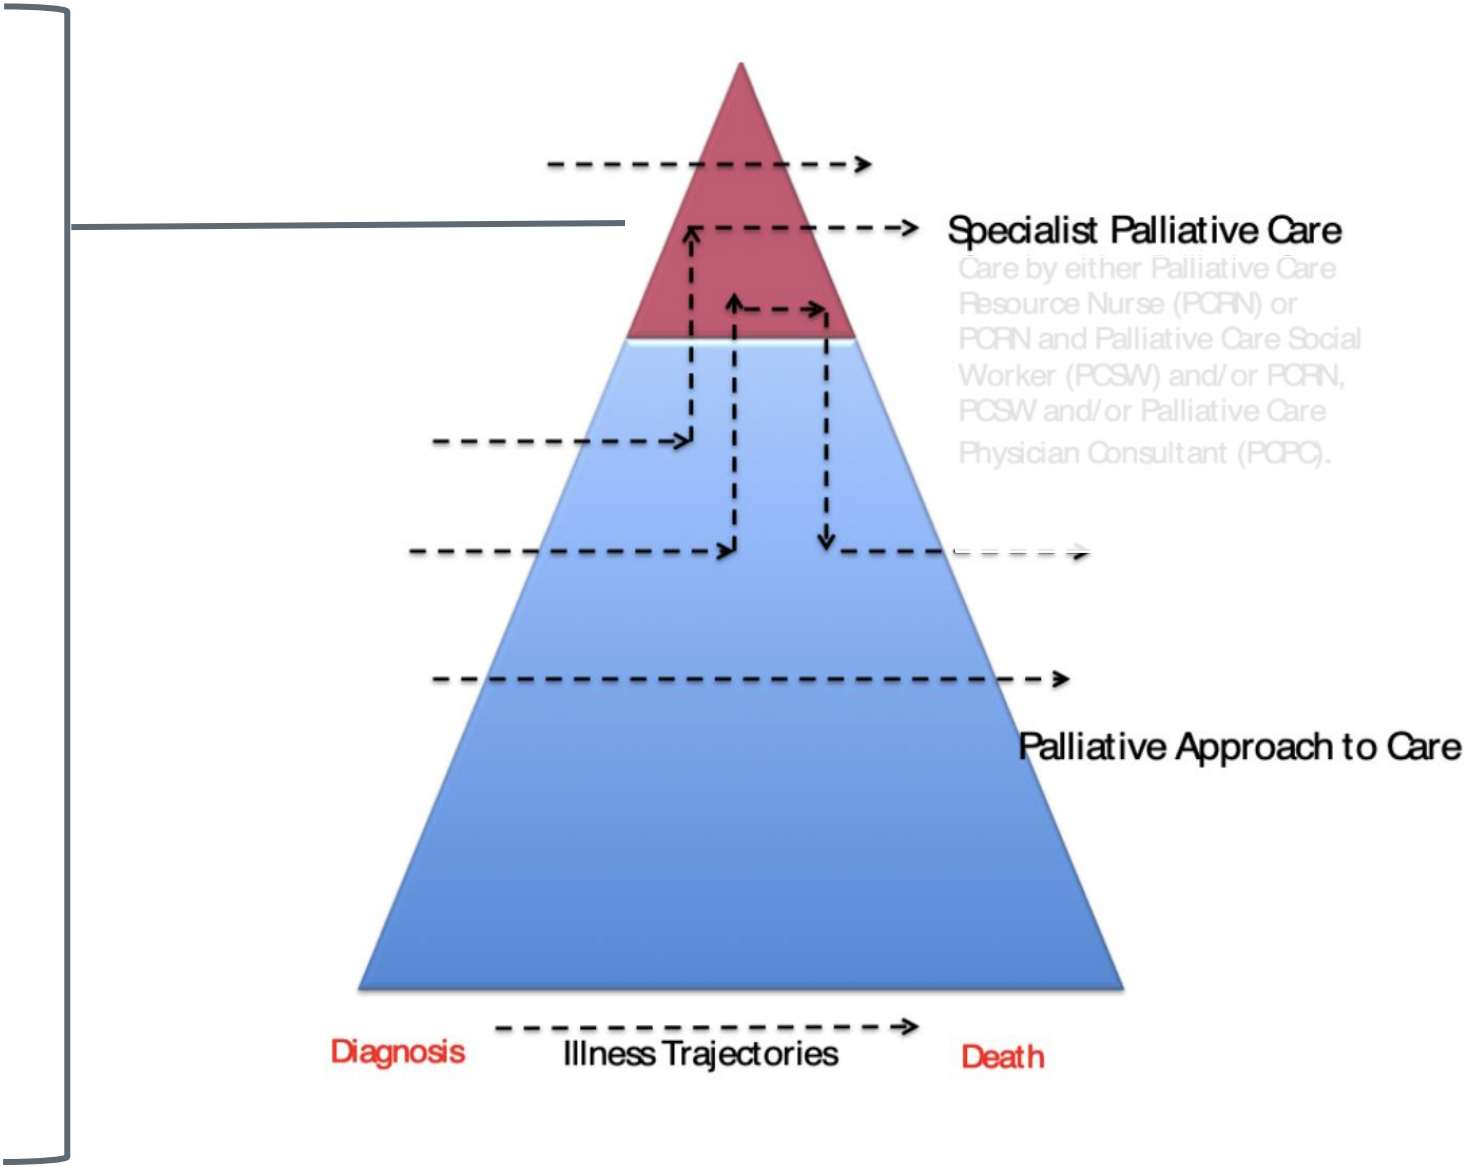 Specialist Palliative Care
Care by either Palliative Care
Resource Nurse (PCRN) or
PCRN and Palliative Care Social
Worker (PCSW) and/or PCRN,
PCSW and/or Palliative Care
Physician Consultant (PCPC).
Palliative Approach to Care
Diagnosis
Illness Trajectories
Death